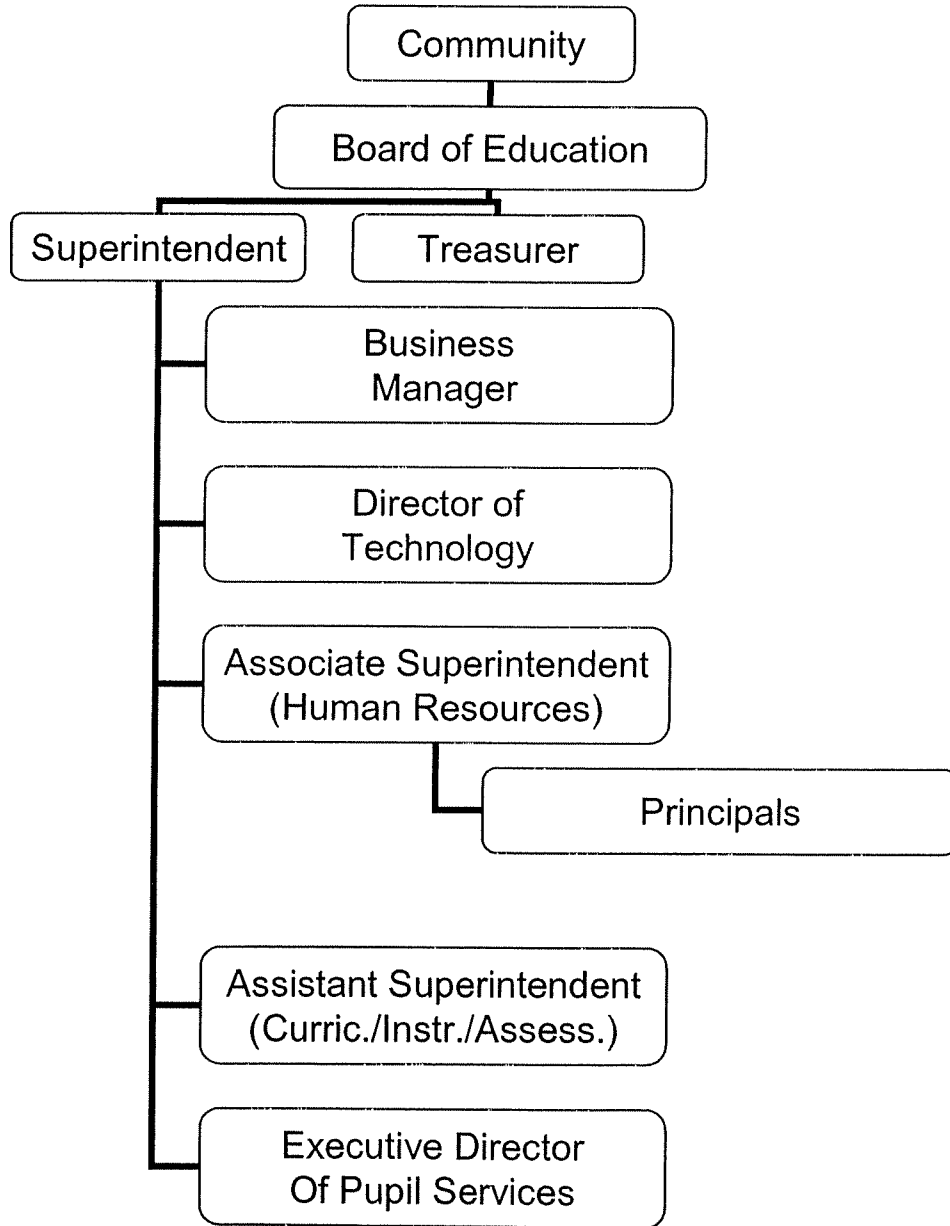 Community
Board of Education
Superintendent
Treasurer
Business
Manager
Director of
Technology
Associate Superintendent
(Human Resources)
Principals
Assistant Superintendent
(Curric./Instr./Assess.)
Executive Director
Of Pupil Services